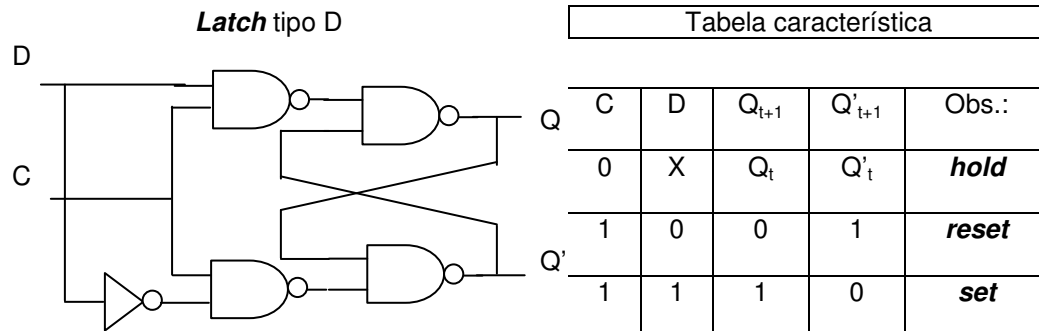 Latch tipo D
Tabela característica
D
C
Q
Q'
C D Qt+1 Q't+1 Obs.:
0 X Qt Q't hold
1 0 0 1 reset
1 1 1 0 set